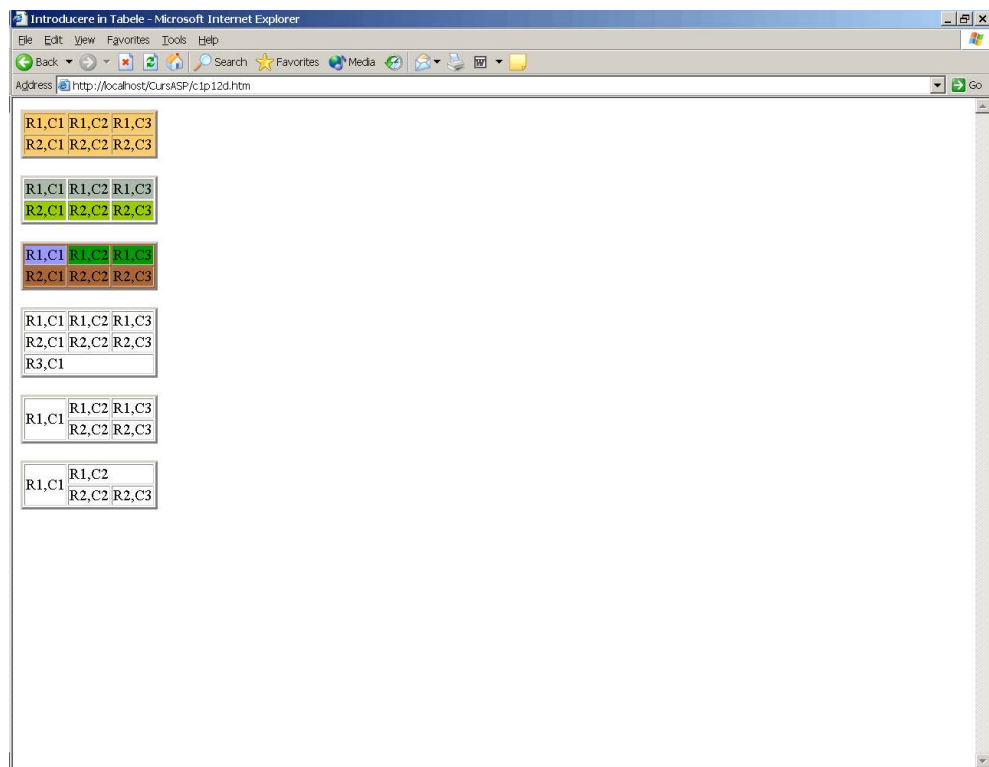 Introducere in Tabele - Microsoft Internet Explorer
File Edit View Favorites Tools Help
Back Search Favorites Media
Address http://localhost/CursASP/c1p12d.htm Go
R1,C1 R1,C2 R1,C3
R2,C1 R2,C2 R2,C3
R1,C1 R1,C2 R1,C3
R2,C1 R2,C2 R2,C3
R1,C1 R1,C2 R1,C3
R2,C1 R2,C2 R2,C3
R1,C1 R1,C2 R1,C3
R2,C1 R2,C2 R2,C3
R3,C1
R1,C1 R1,C2 R1,C3
R2,C2 R2,C3
R1,C1 R1,C2
R2,C2 R2,C3